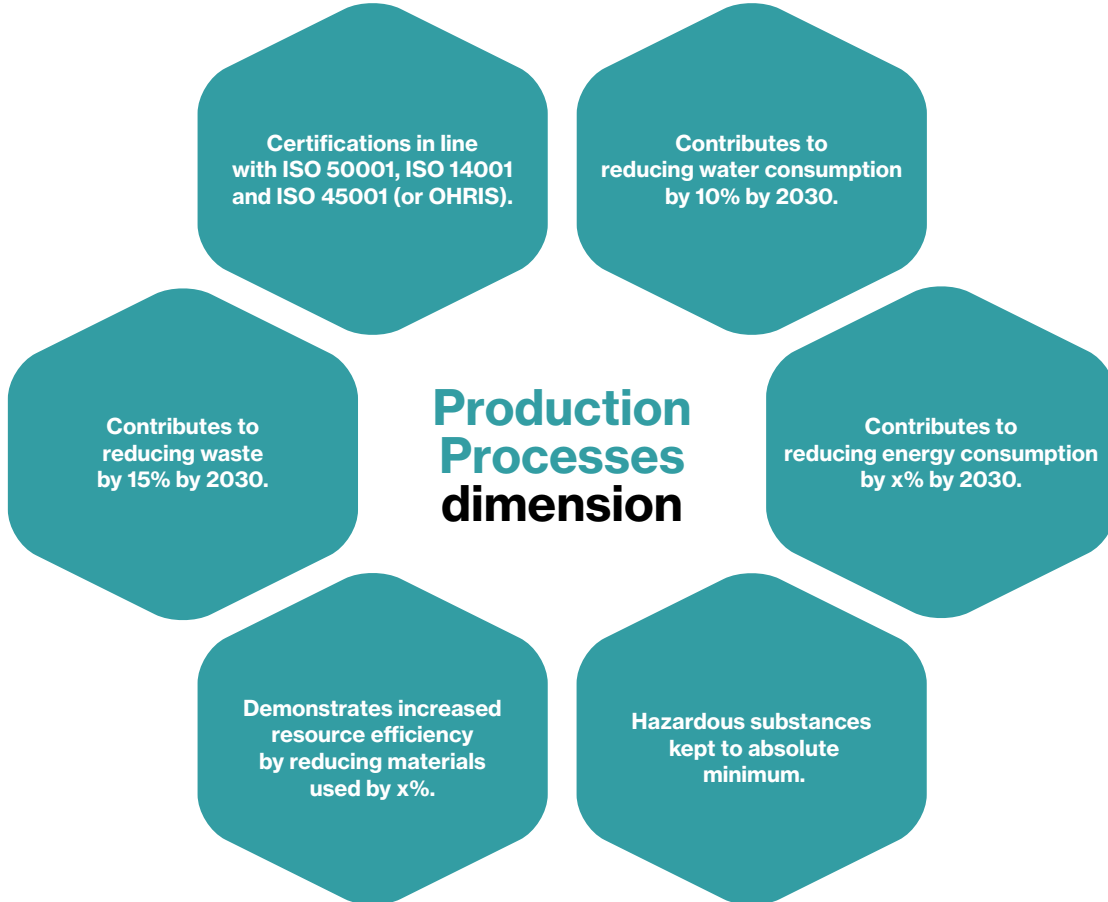 Certifications in line
with ISO 50001, ISO 14001
and ISO 45001 (or OHRIS).
Contributes to
reducing water consumption
by 10% by 2030.
Contributes to
reducing waste
by 15% by 2030.
Production
Processes
dimension
Contributes to
reducing energy consumption
by x% by 2030.
Demonstrates increased
resource efficiency
by reducing materials
used by x%.
Hazardous substances
kept to absolute
minimum.